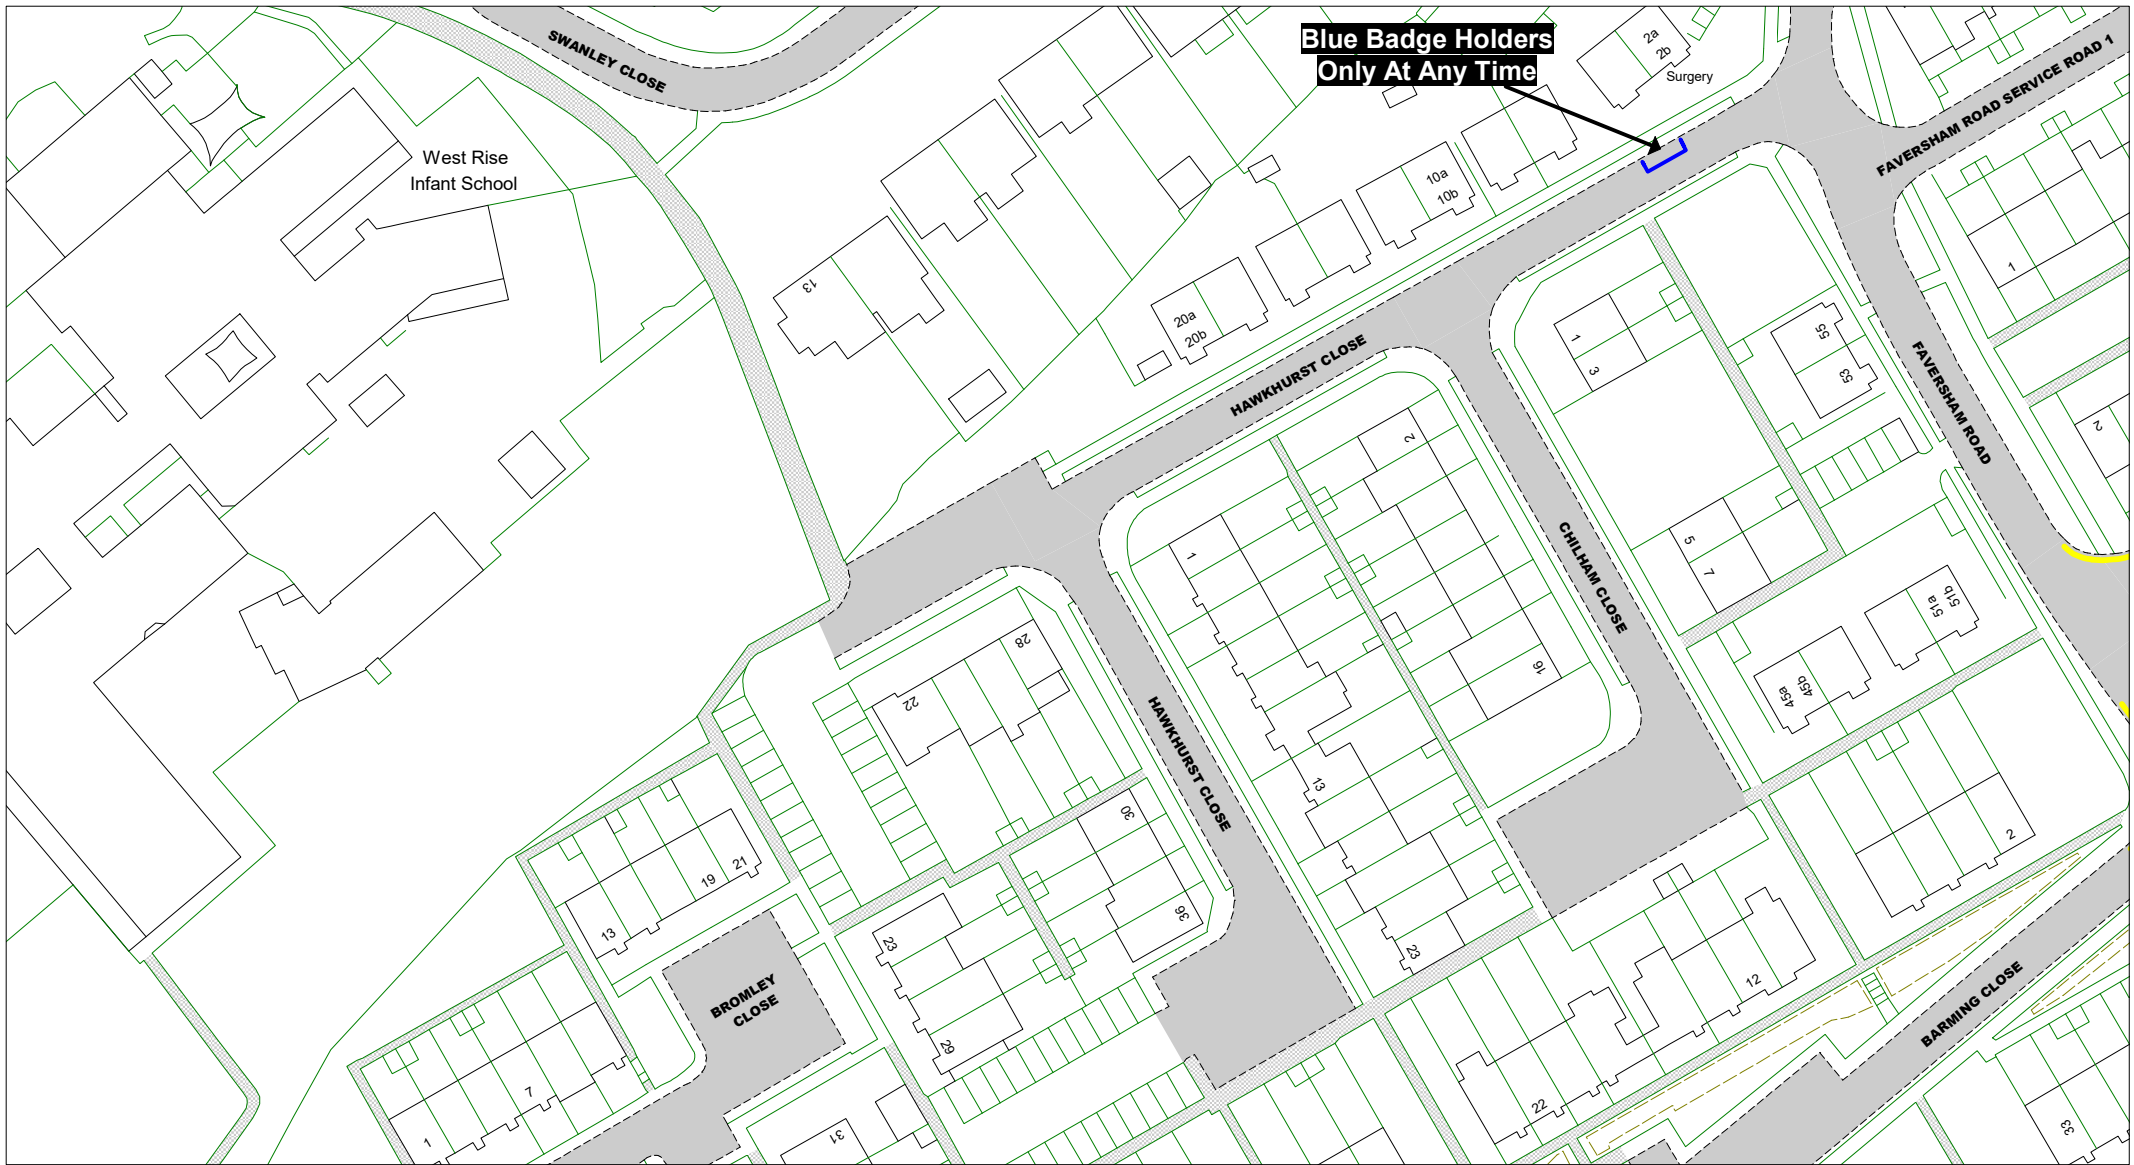 SWANLEY CLOSE
Blue Badge Holders
Only At Any Time
2a
2b
Surgery
FAVERSHAM ROAD SERVICE ROAD 1
West Rise
Infant School
10a
10b
13
20a
20b
1
HAWKHURST CLOSE
1
3
55
53
FAVERSHAM ROAD
2
2
1
5
7
CHILHAM CLOSE
51a
51b
45a
45b
28
22
16
HAWKHURST CLOSE
13
30
36
2
19
21
13
23
23
29
BROMLEY
CLOSE
12
BARMING CLOSE
7
1
31
22
33